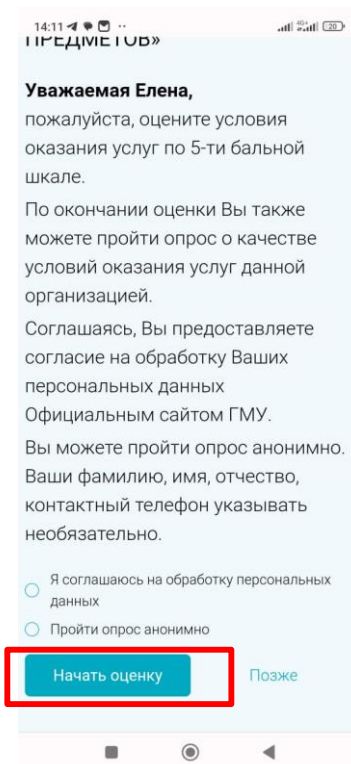 14:11
4G+
20
ПРЕДМЕТОВ»
Уважаемая Елена,
пожалуйста, оцените условия
оказания услуг по 5-ти бальной
шкале.
По окончании оценки Вы также
можете пройти опрос о качестве
условий оказания услуг данной
организацией.
Соглашаясь, Вы предоставляете
согласие на обработку Ваших
персональных данных
Официальным сайтом ГМУ.
Вы можете пройти опрос анонимно.
Ваши фамилию, имя, отчество,
контактный телефон указывать
необязательно.
Я соглашаюсь на обработку персональных
данных
Пройти опрос анонимно
Начать оценку
Позже